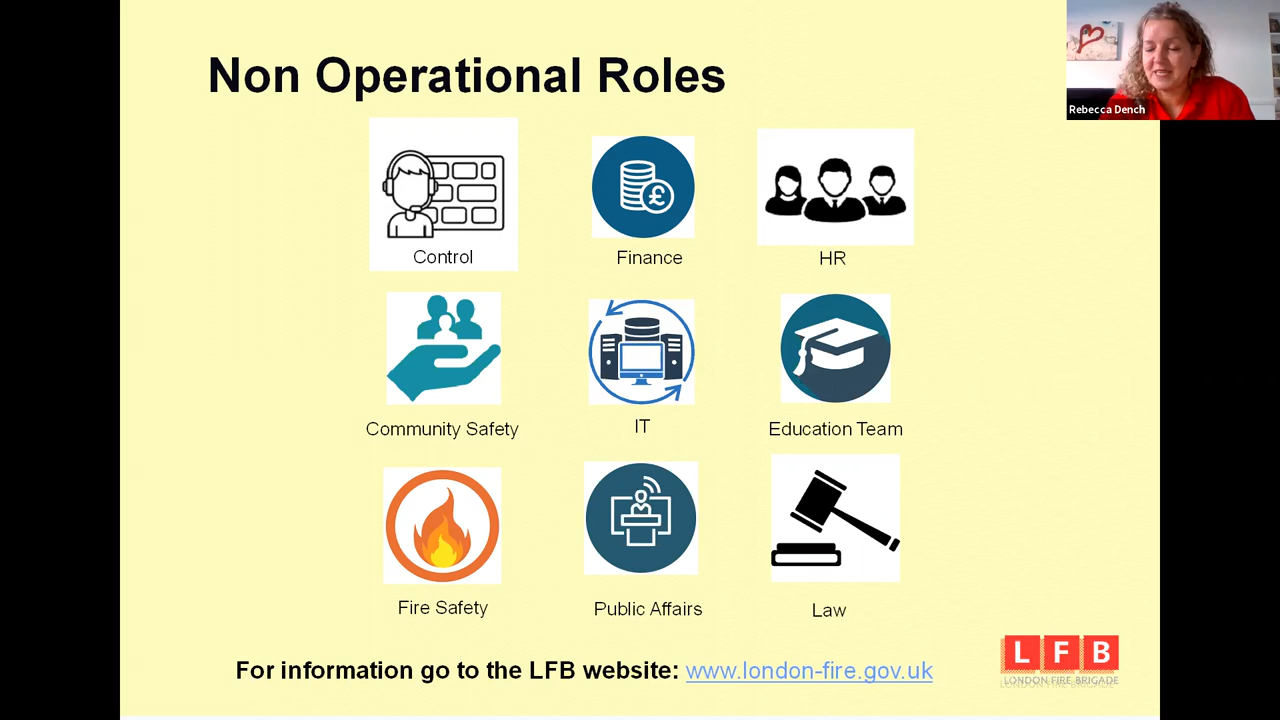 Non Operational Roles
Rebecca Dench
Control
Finance
HR
Community Safety
IT
Education Team
Fire Safety
Public Affairs
Law
For information go to the LFB website: www.london-fire.gov.uk
LFB
LONDON FIRE BRIGADE